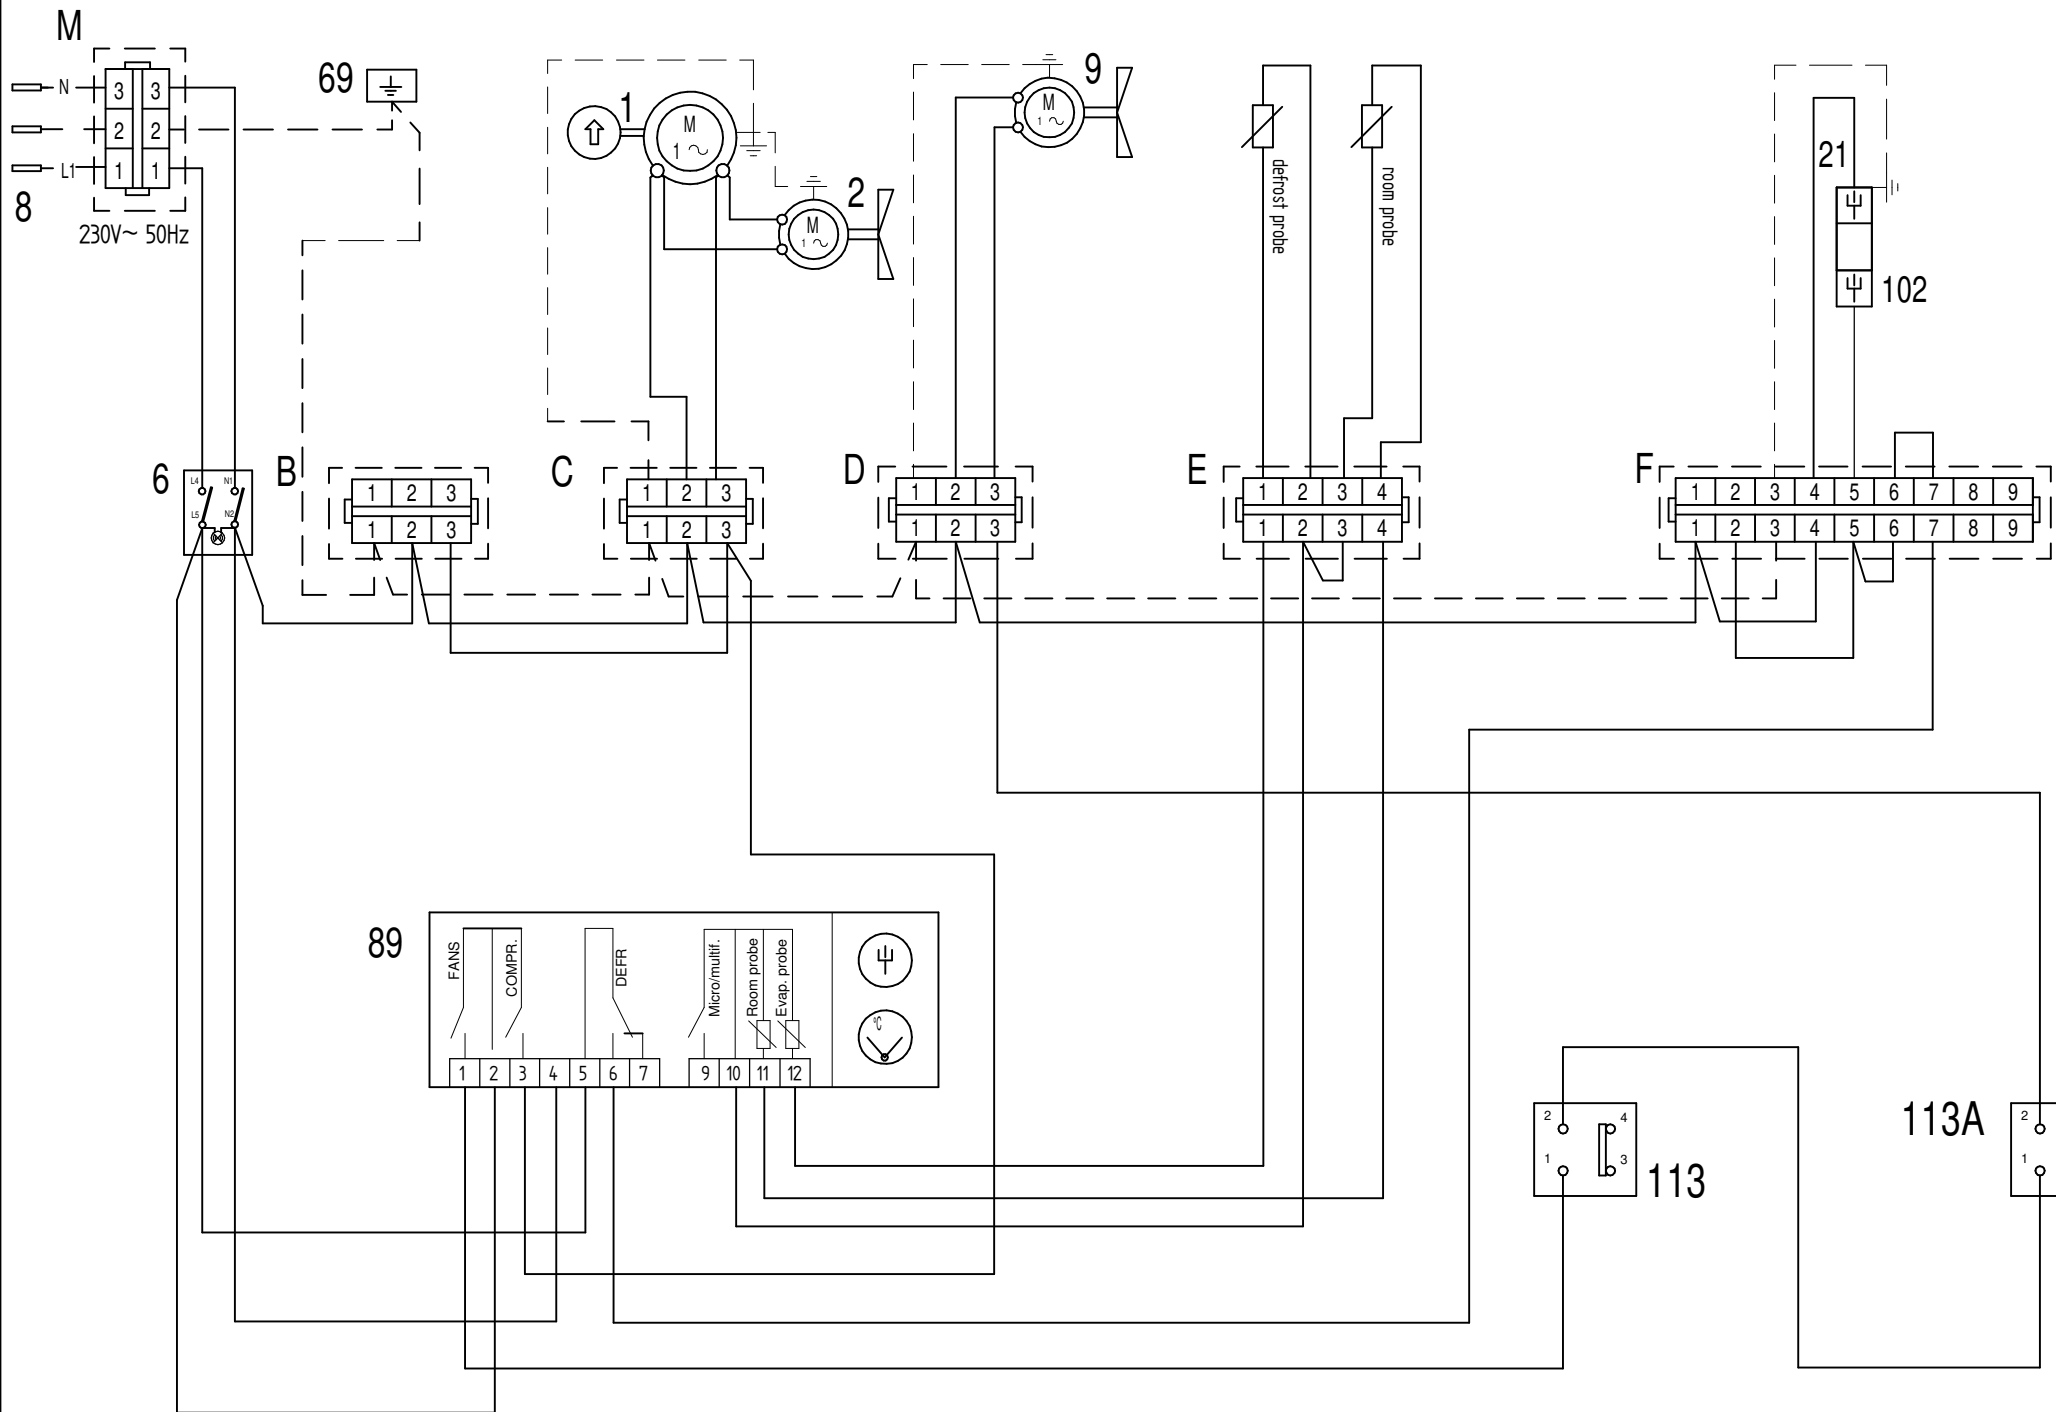 M
N
3 3
2 2
L1 1 1
8
230V~ 50Hz
69
1
M
1 ~
2
M
1 ~
9
M
1 ~
defrost probe
room probe
21
102
6
L4 N1
L5 N2
B
1 2 3
1 2 3
C
1 2 3
1 2 3
D
1 2 3
1 2 3
E
1 2 3 4
1 2 3 4
F
1 2 3 4 5 6 7 8 9
1 2 3 4 5 6 7 8 9
89
FANS
COMPR.
DEFR
Micro/multif.
Room probe
Evap. probe
°C
1 2 3 4 5 6 7
9 10 11 12
2 4
1 3
113
113A
2
1